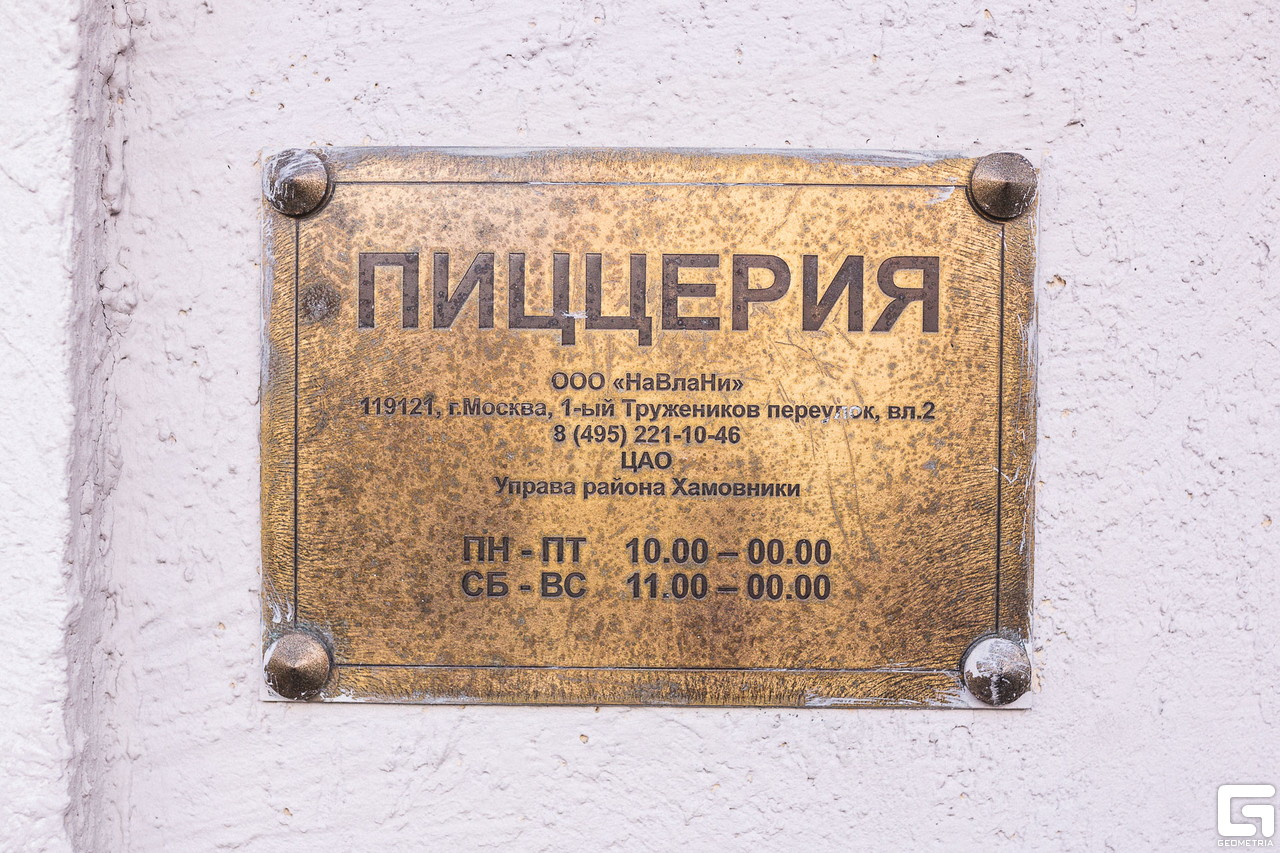 ПИЦЦЕРИЯ
ООО «НаВлаНи»
119121, г.Москва, 1-ый Тружеников переулок, вл.2
8 (495) 221-10-46
ЦАО
Управа района Хамовники
ПН - ПТ 10.00 – 00.00
СБ - ВС 11.00 – 00.00
GEOMETRIA